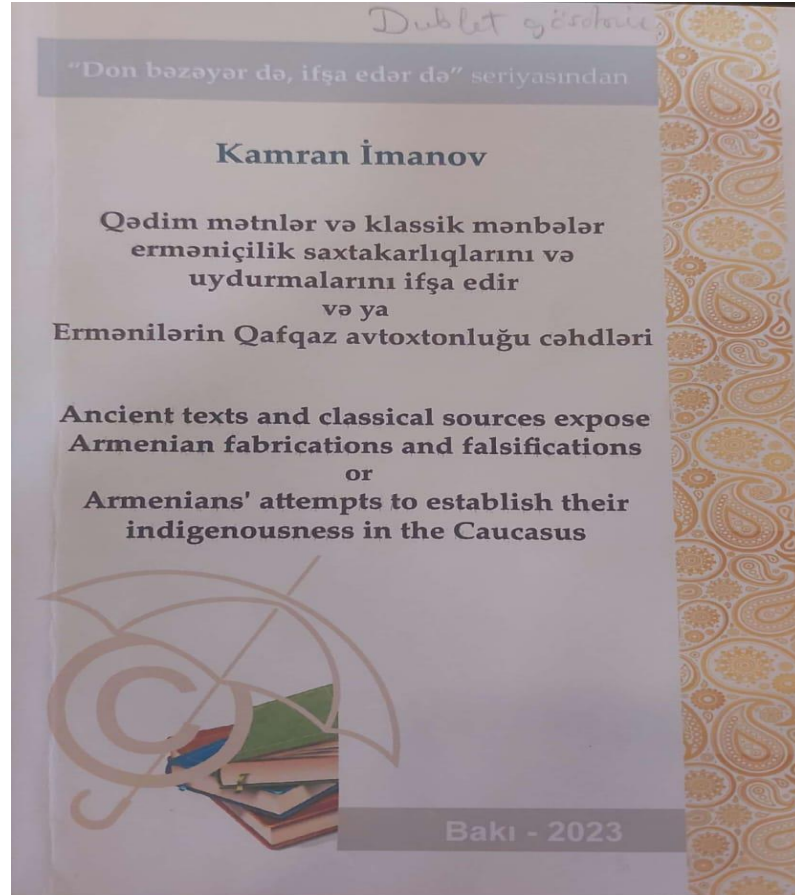 Dublet
"Don bəzəyər də, ifşa edər də" seriyasından
Kamran İmanov
Qədim mətnlər və klassik mənbələr
erməniçilik saxtakarlıqlarını və
uydurmalarını ifşa edir
və ya
Ermənilərin Qafqaz avtoxtonluğu cəhdləri
Ancient texts and classical sources expose
Armenian fabrications and falsifications
or
Armenians' attempts to establish their
indigenousness in the Caucasus
©
Bakı - 2023